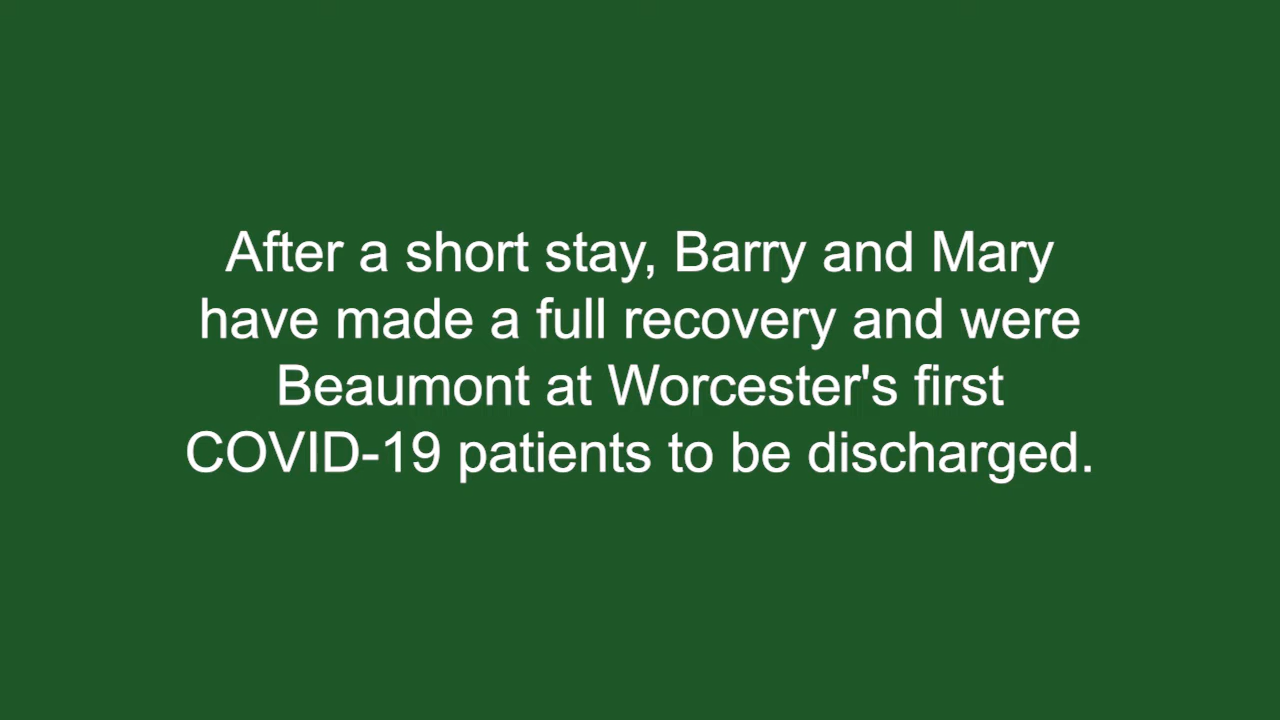 After a short stay, Barry and Mary
have made a full recovery and were
Beaumont at Worcester's first
COVID-19 patients to be discharged.